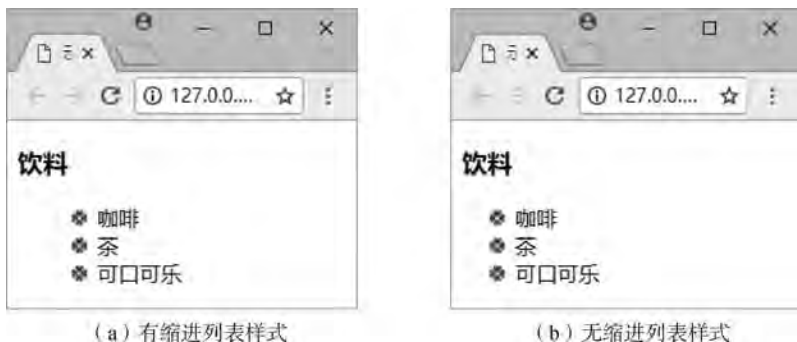 127.0.0....
饮料
咖啡
茶
可口可乐
(a)有缩进列表样式
127.0.0....
饮料
咖啡
茶
可口可乐
(b)无缩进列表样式